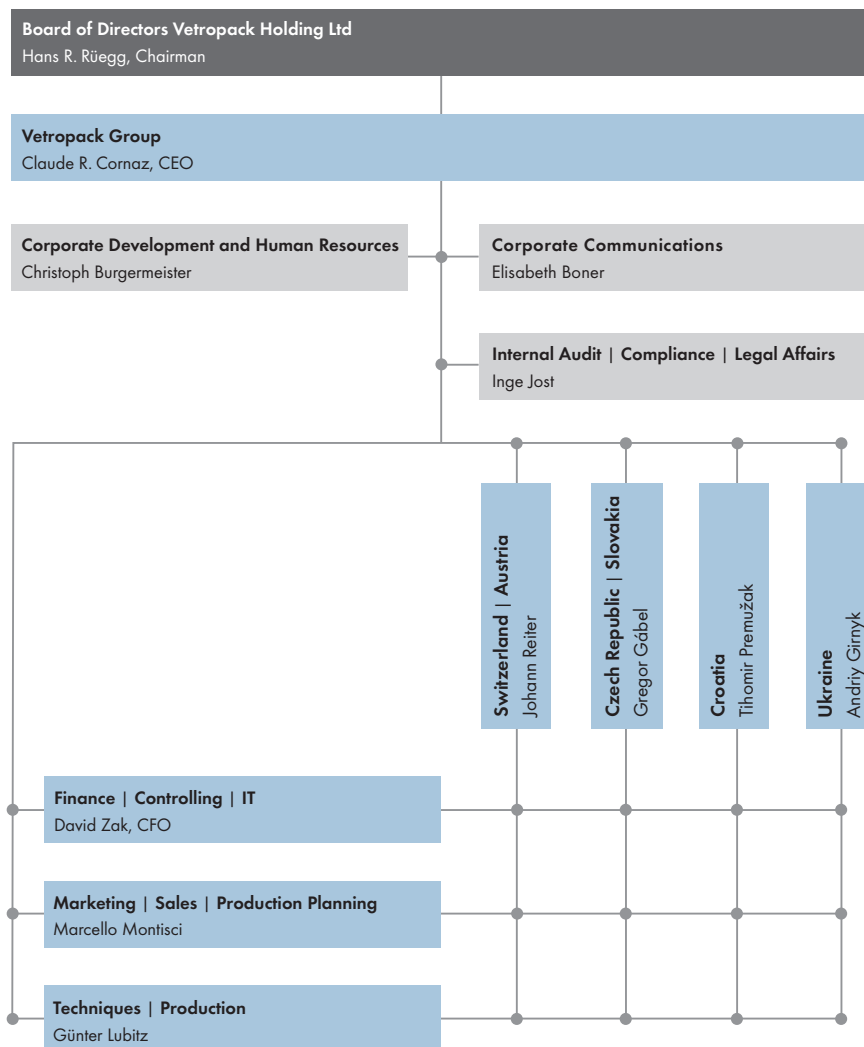 Board of Directors Vetropack Holding Ltd
Hans R. Rüegg, Chairman
Vetropack Group
Claude R. Cornaz, CEO
Corporate Development and Human Resources
Christoph Burgermeister
Corporate Communications
Elisabeth Boner
Internal Audit | Compliance | Legal Affairs
Inge Jost
Switzerland | Austria
Johann Reiter
Czech Republic | Slovakia
Gregor Gábel
Croatia
Tihomir Premužak
Ukraine
Andriy Girnyk
Finance | Controlling | IT
David Zak, CFO
Marketing | Sales | Production Planning
Marcello Montisci
Techniques | Production
Günter Lubitz